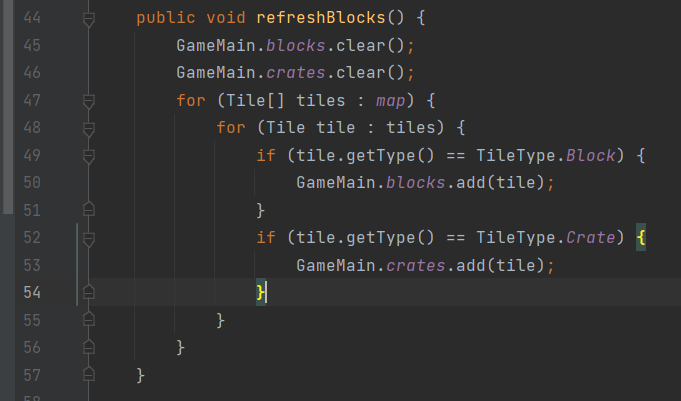 44 public void refreshBlocks() {
45 GameMain.blocks.clear();
46 GameMain.crates.clear();
47 for (Tile[] tiles : map) {
48 for (Tile tile : tiles) {
49 if (tile.getType() == TileType.Block) {
50 GameMain.blocks.add(tile);
51 }
52 if (tile.getType() == TileType.Crate) {
53 GameMain.crates.add(tile);
54 }
55 }
56 }
57 }